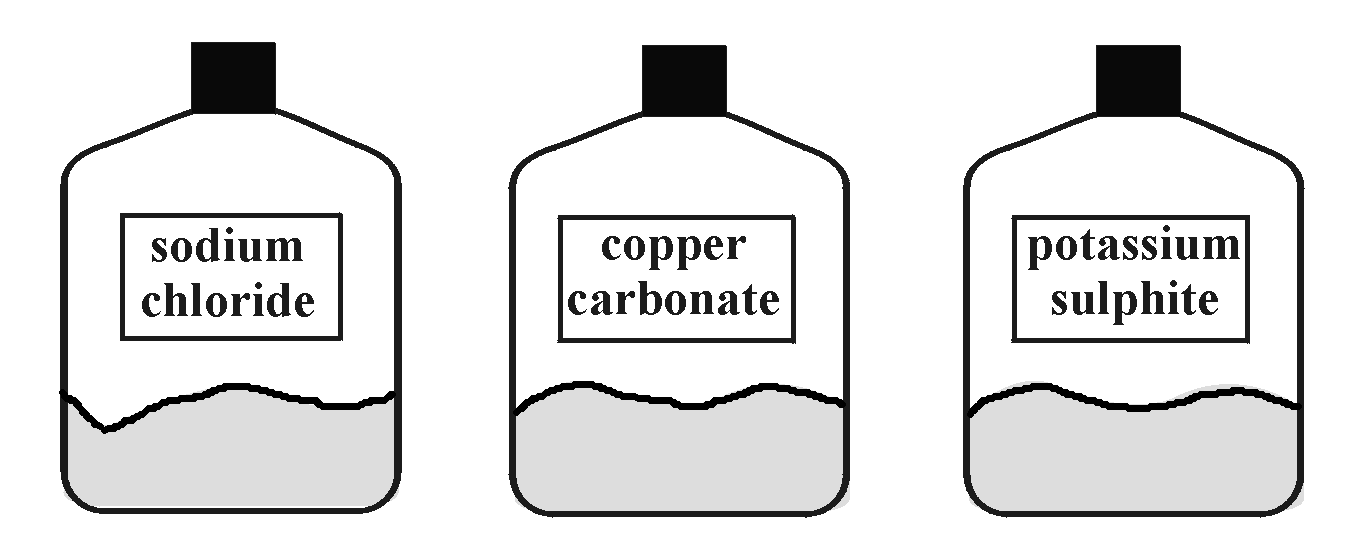 sodium
chloride
copper
carbonate
potassium
sulphite